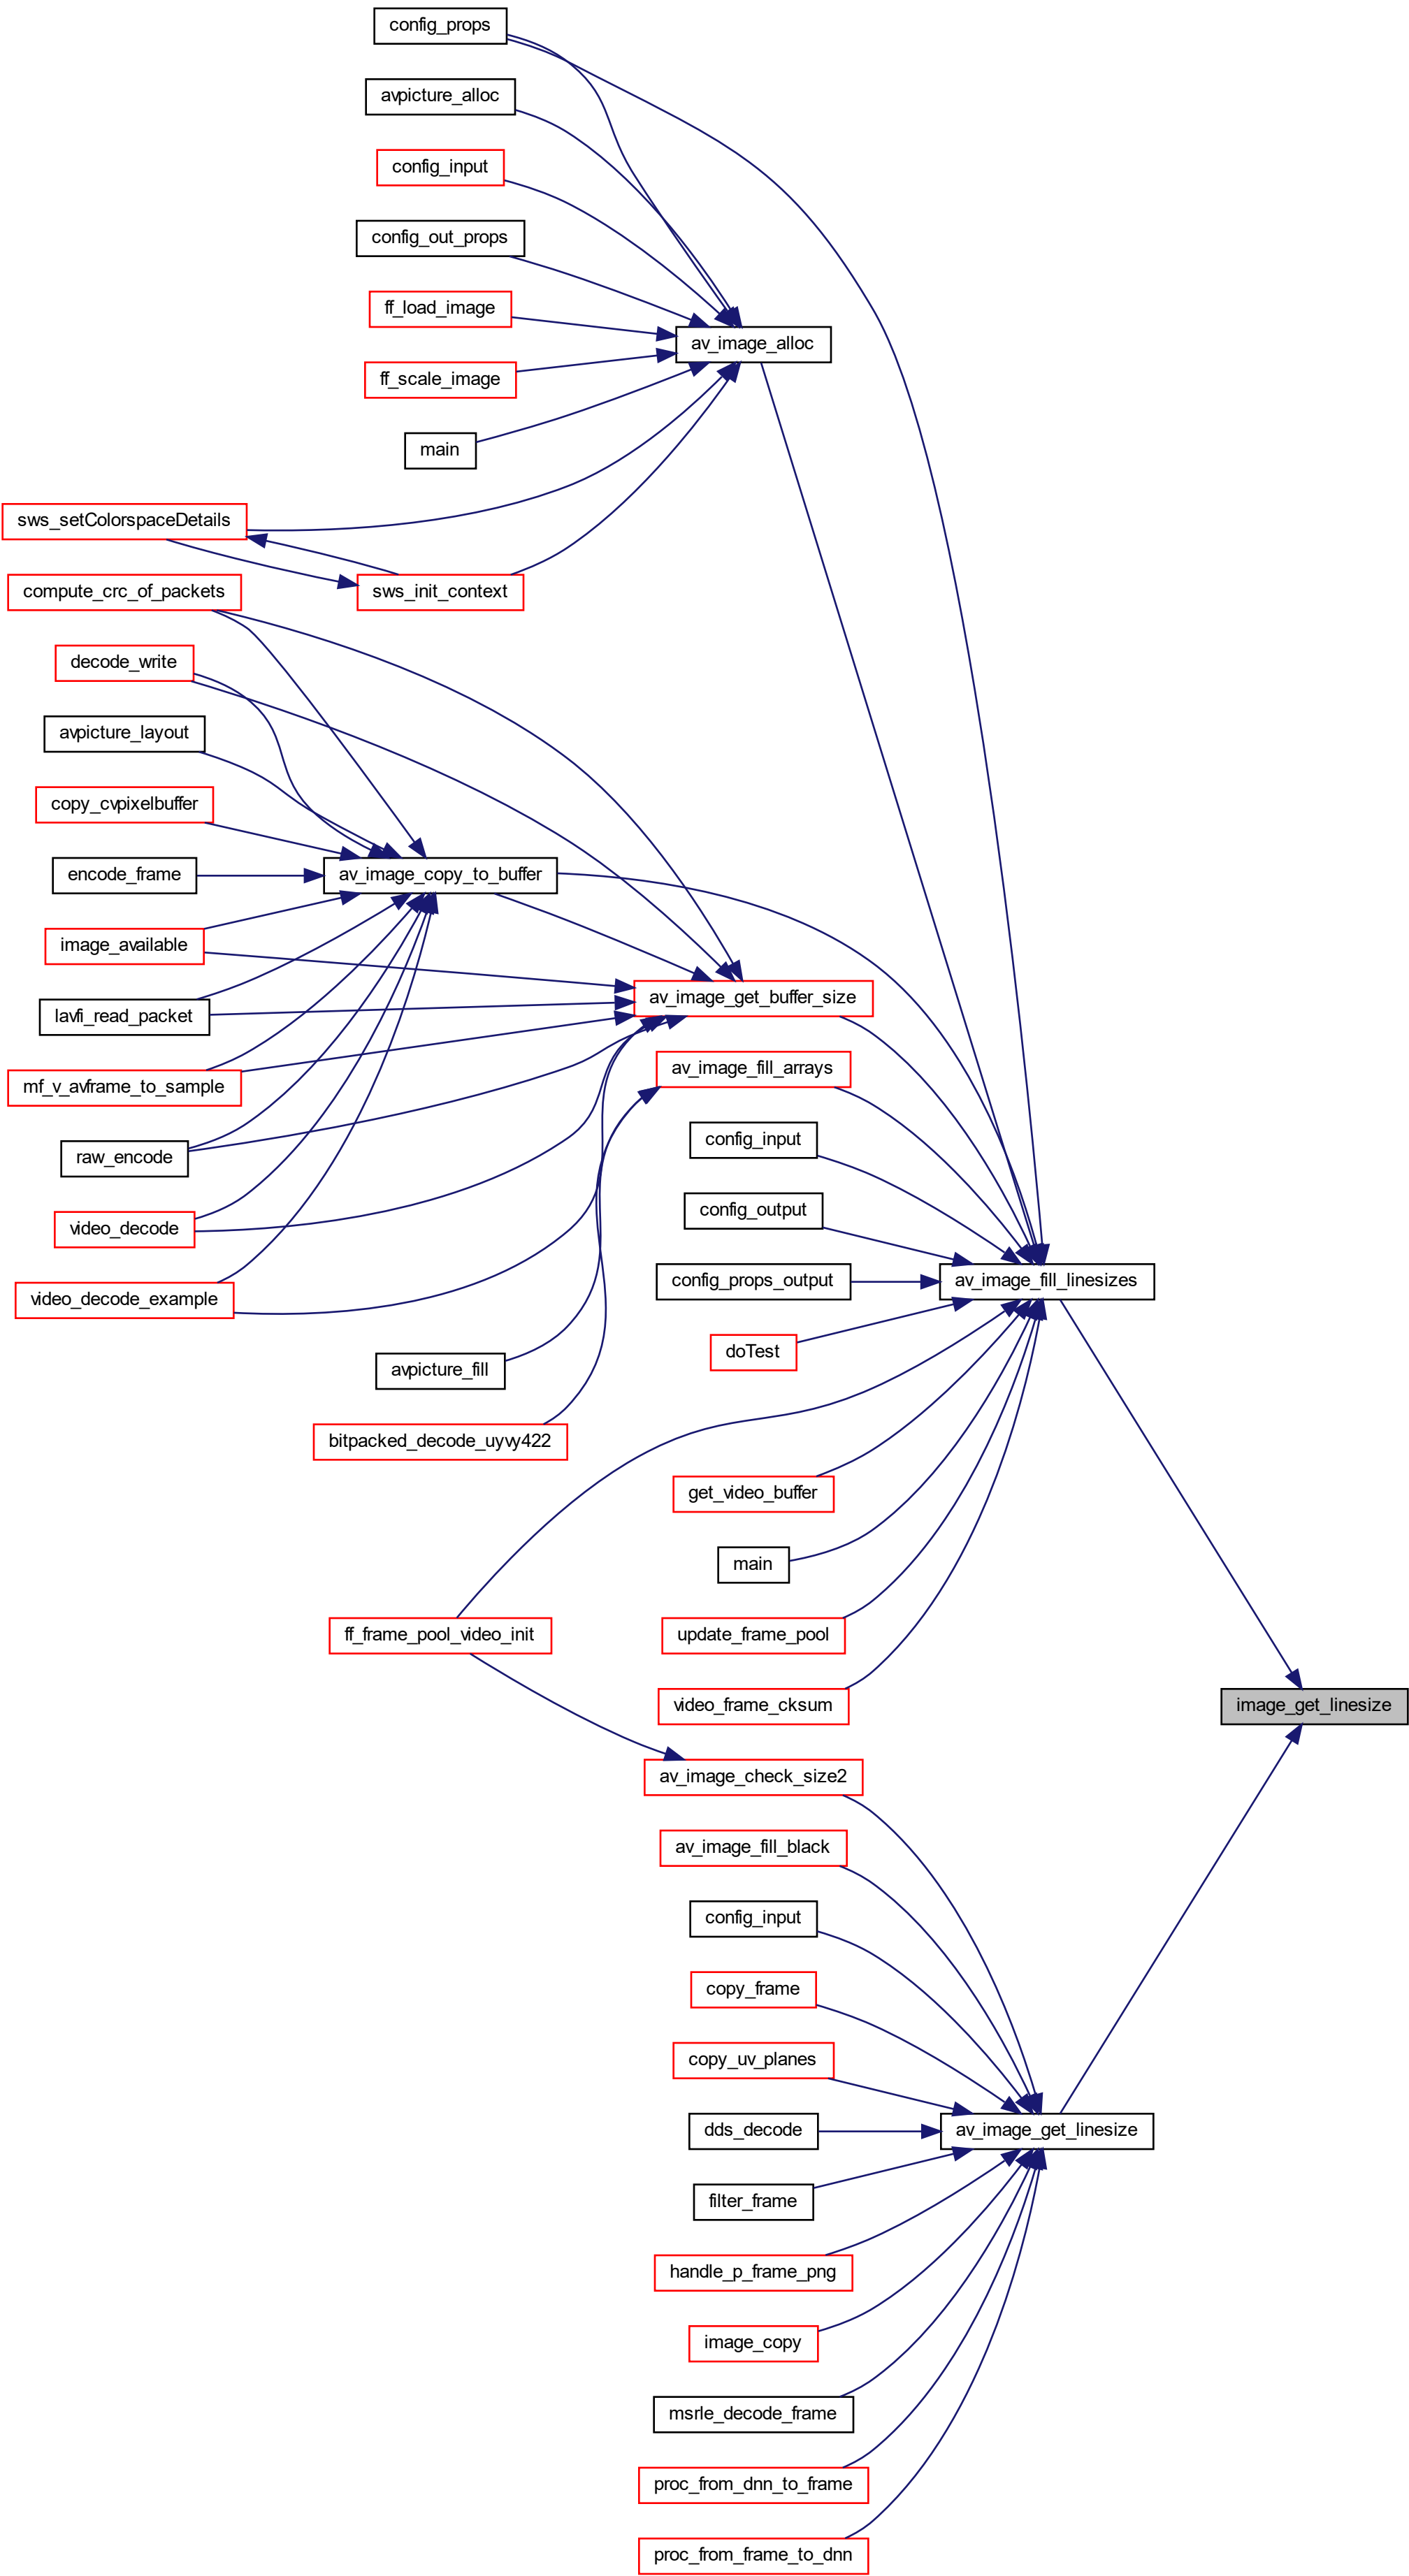 config_props
avpicture_alloc
config_input
config_out_props
ff_load_image
av_image_alloc
ff_scale_image
main
sws_setColorspaceDetails
compute_crc_of_packets
sws_init_context
decode_write
avpicture_layout
copy_cvpixelbuffer
encode_frame
av_image_copy_to_buffer
image_available
av_image_get_buffer_size
lavfi_read_packet
av_image_fill_arrays
mf_v_avframe_to_sample
config_input
raw_encode
config_output
video_decode
config_props_output
av_image_fill_linesizes
video_decode_example
doTest
avpicture_fill
bitpacked_decode_uyvy422
get_video_buffer
main
ff_frame_pool_video_init
update_frame_pool
video_frame_cksum
image_get_linesize
av_image_check_size2
av_image_fill_black
config_input
copy_frame
copy_uv_planes
dds_decode
av_image_get_linesize
filter_frame
handle_p_frame_png
image_copy
msrle_decode_frame
proc_from_dnn_to_frame
proc_from_frame_to_dnn